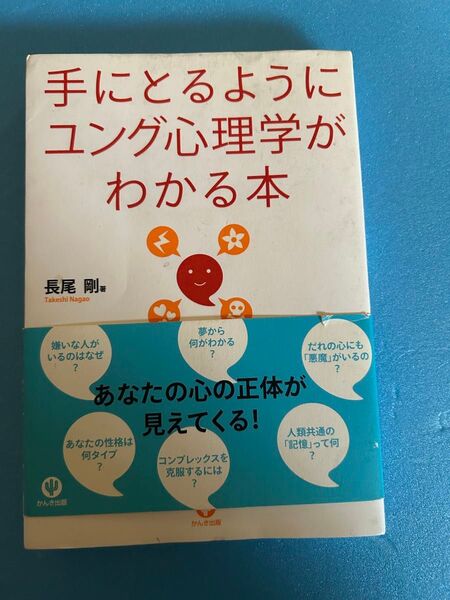 手にとるように
ユング心理学が
わかる本
長尾 剛 著
Takeshi Nagao
嫌いな人が
いるのはなぜ
?
夢から
何がわかる
?
だれの心にも
「悪魔」がいるの
?
あなたの心の正体が
見えてくる!
あなたの性格は
何タイプ
?
コンプレックスを
克服するには
?
人類共通の
「記憶」って何
?
かんき出版
かんき出版